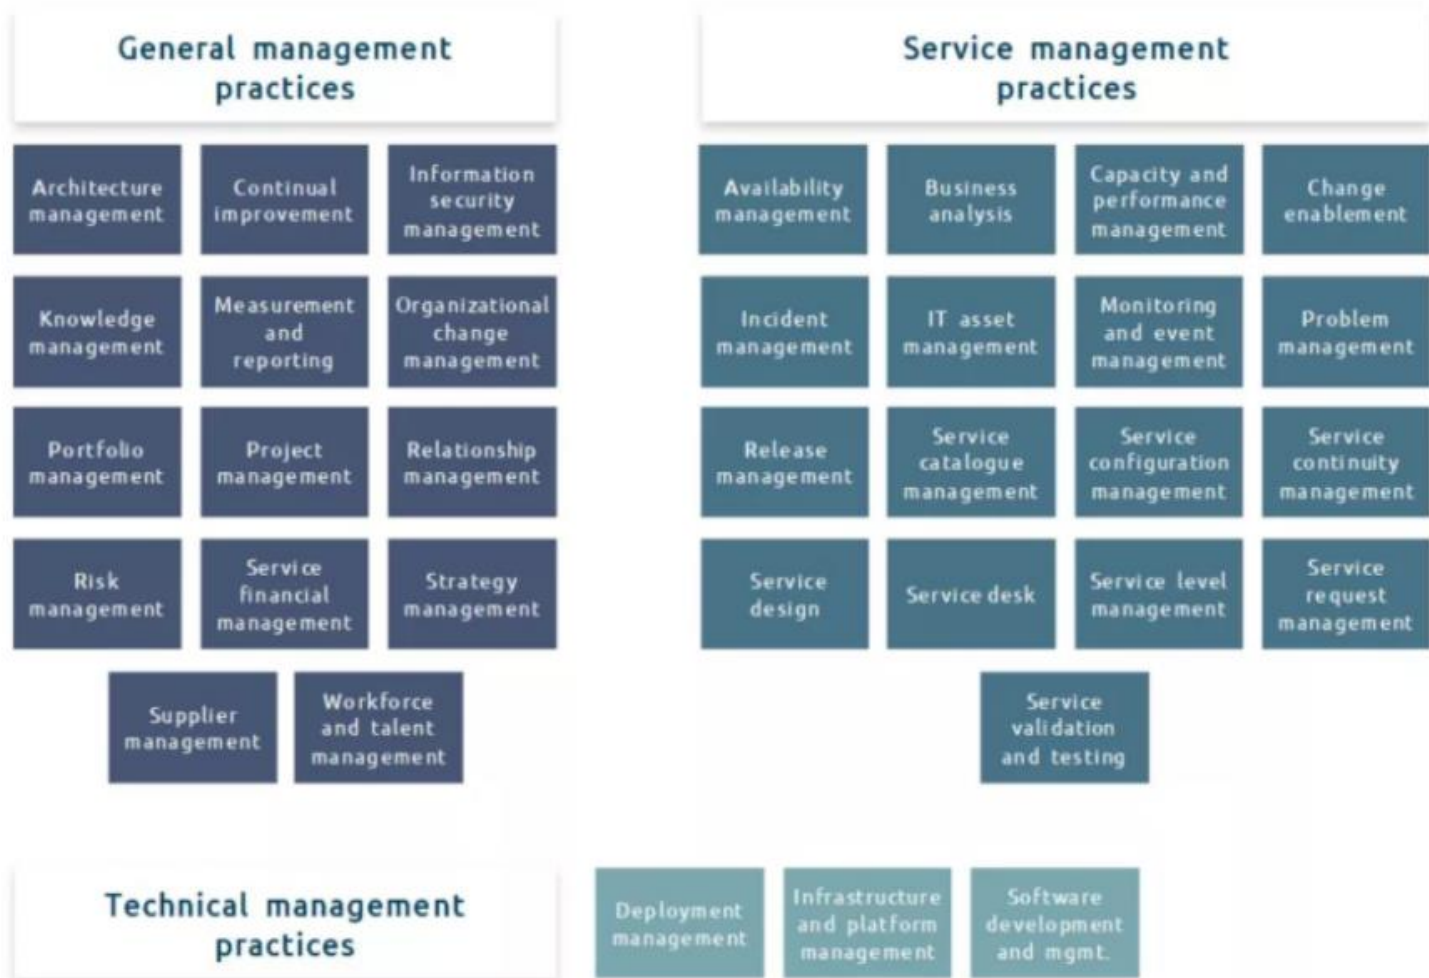 General management
practices
Architecture
management
Continual
improvement
Information
security
management
Knowledge
management
Measurement
and
reporting
Organizational
change
management
Portfolio
management
Project
management
Relationship
management
Risk
management
Service
financial
management
Strategy
management
Supplier
management
Workforce
and talent
management
Service management
practices
Availability
management
Business
analysis
Capacity and
performance
management
Change
enablement
Incident
management
IT asset
management
Monitoring
and event
management
Problem
management
Release
management
Service
catalogue
management
Service
configuration
management
Service
continuity
management
Service
design
Service desk
Service level
management
Service
request
management
Service
validation
and testing
Technical management
practices
Deployment
management
Infrastructure
and platform
management
Software
development
and mgmt.